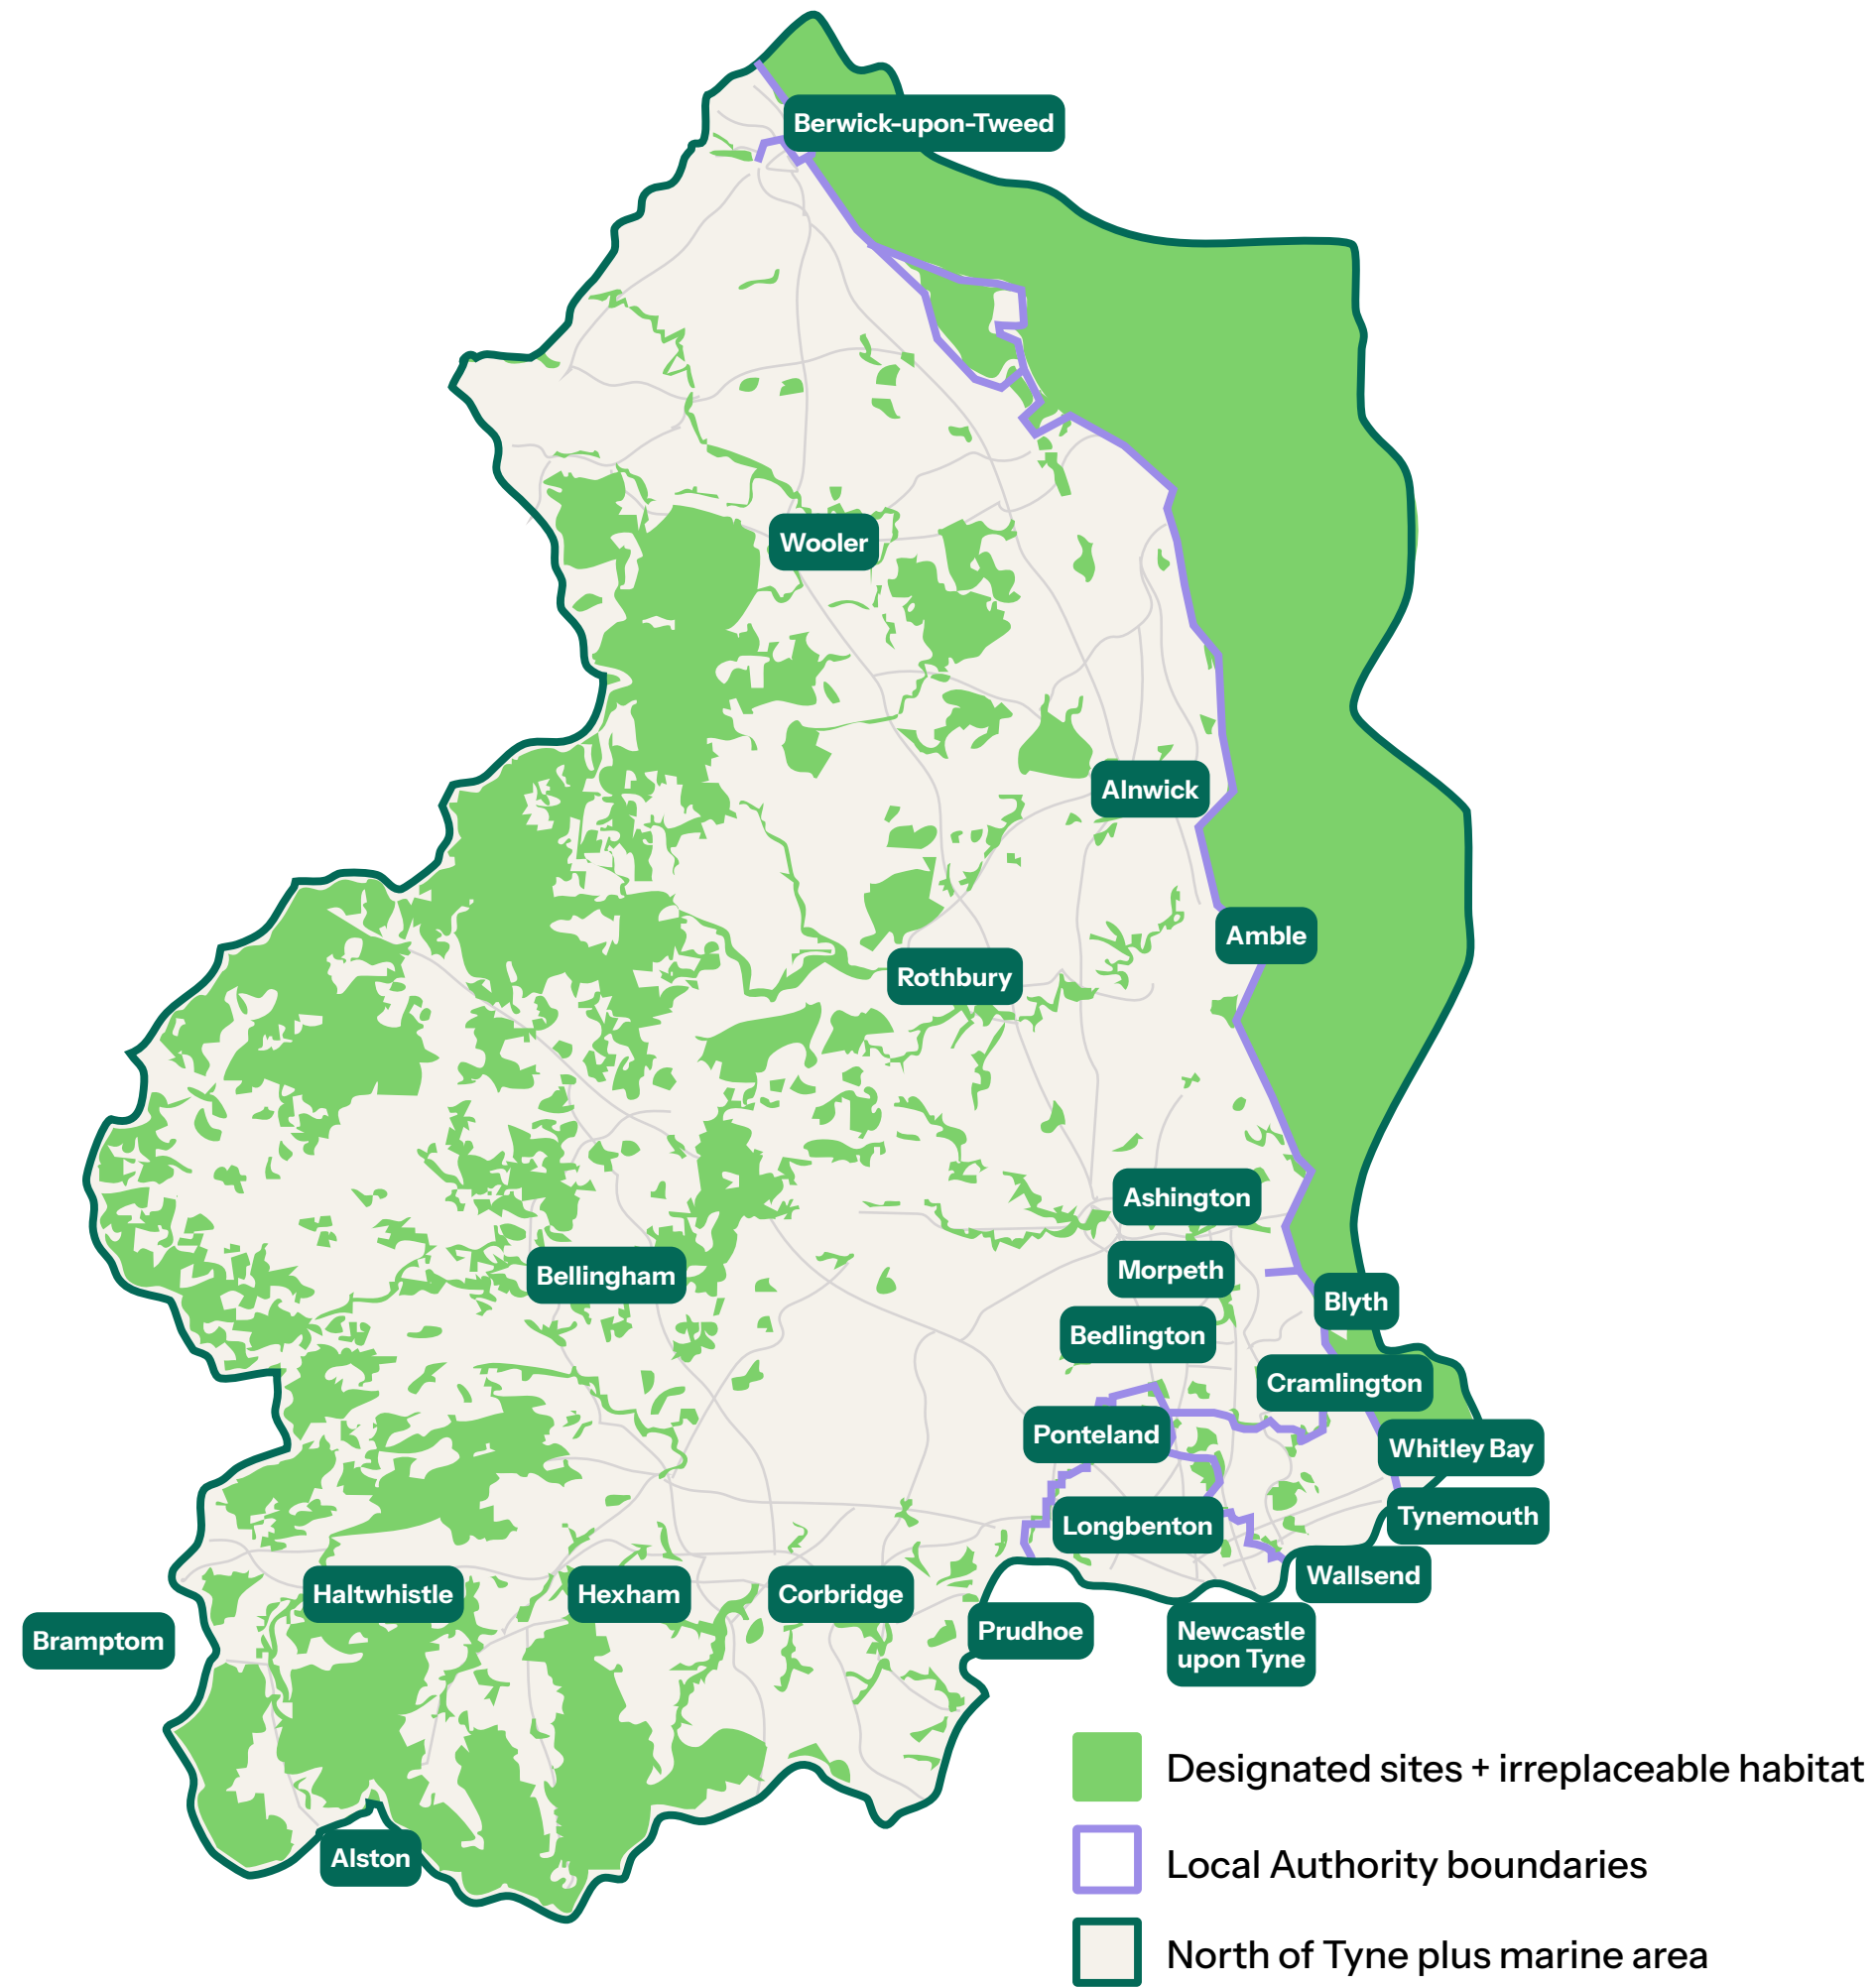 Berwick-upon-Tweed
Wooler
Alnwick
Amble
Rothbury
Ashington
Morpeth
Bellingham
Blyth
Bedlington
Cramlington
Ponteland
Whitley Bay
Tynemouth
Longbenton
Wallsend
Haltwhistle
Hexham
Corbridge
Bramptom
Prudhoe
Newcastle
upon Tyne
Alston
Designated sites + irreplaceable habitat
Local Authority boundaries
North of Tyne plus marine area